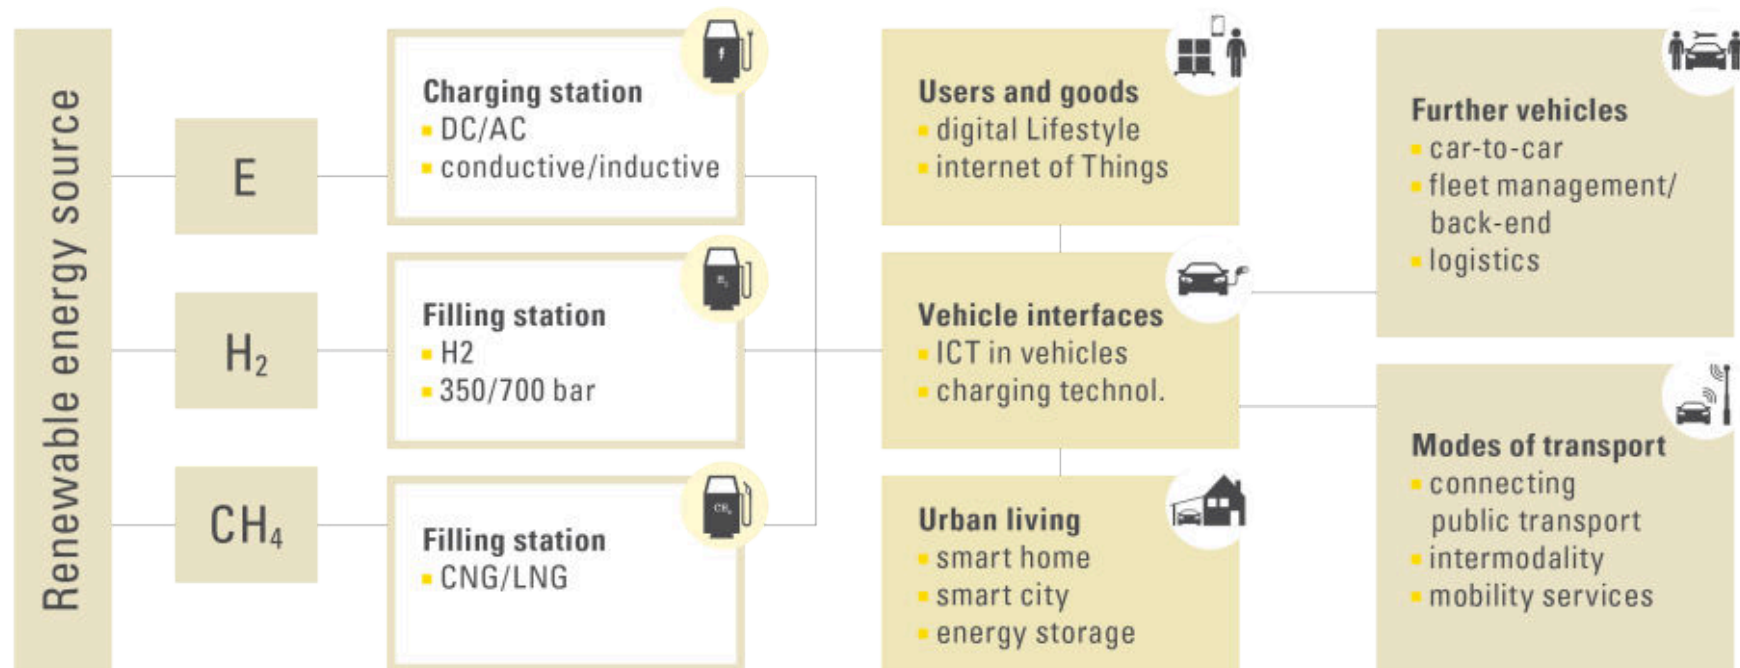 Renewable energy source
E
H₂
CH₄
Charging station
DC/AC
conductive/inductive
H₂
Filling station
H2
350/700 bar
CH₄
Filling station
CNG/LNG
Users and goods
digital Lifestyle
internet of Things
Vehicle interfaces
ICT in vehicles
charging technol.
Urban living
smart home
smart city
energy storage
Further vehicles
car-to-car
fleet management/
back-end
logistics
Modes of transport
connecting
public transport
intermodality
mobility services